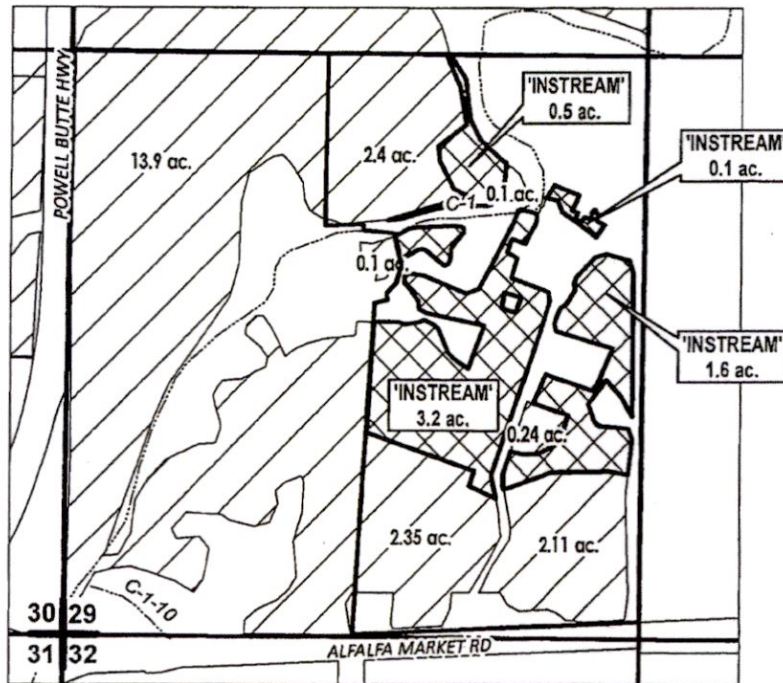 POWELL BUTTE HWY
'INSTREAM'
0.5 ac.
'INSTREAM'
0.1 ac.
13.9 ac.
2.4 ac.
0.1 ac.
C-1
0.1 ac.
'INSTREAM'
1.6 ac.
'INSTREAM'
3.2 ac.
0.24 ac.
2.35 ac.
2.11 ac.
C-1-10
30 29
31 32
ALFALFA MARKET RD